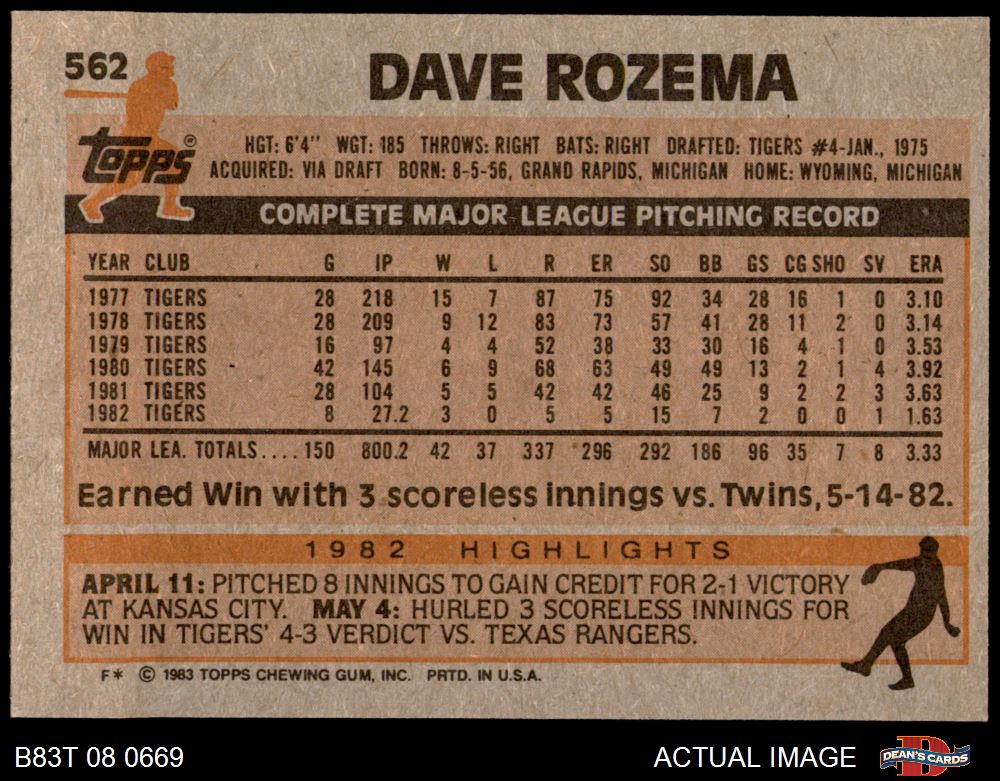 562
DAVE ROZEMA
Topps®
HGT: 6'4" WGT: 185 THROWS: RIGHT BATS: RIGHT DRAFTED: TIGERS #4-JAN., 1975
ACQUIRED: VIA DRAFT BORN: 8-5-56, GRAND RAPIDS, MICHIGAN HOME: WYOMING, MICHIGAN
COMPLETE MAJOR LEAGUE PITCHING RECORD
YEAR CLUB G IP W L R ER SO BB GS CG SHO SV ERA
1977 TIGERS 28 218 15 7 87 75 92 34 28 16 1 0 3.10
1978 TIGERS 28 209 9 12 83 73 57 41 28 11 2 0 3.14
1979 TIGERS 16 97 4 4 52 38 33 30 16 4 1 0 3.53
1980 TIGERS 42 145 6 9 68 63 49 49 13 2 1 4 3.92
1981 TIGERS 28 104 5 5 42 42 46 25 9 2 2 3 3.63
1982 TIGERS 8 27.2 3 0 5 5 15 7 2 0 0 1 1.63
MAJOR LEA. TOTALS.... 150 800.2 42 37 337 296 292 186 96 35 7 8 3.33
Earned Win with 3 scoreless innings vs. Twins, 5-14-82.
1982 HIGHLIGHTS
APRIL 11: PITCHED 8 INNINGS TO GAIN CREDIT FOR 2-1 VICTORY
AT KANSAS CITY. MAY 4: HURLED 3 SCORELESS INNINGS FOR
WIN IN TIGERS' 4-3 VERDICT VS. TEXAS RANGERS.
F* © 1983 TOPPS CHEWING GUM, INC. PRTD. IN U.S.A.
B83T 08 0669 ACTUAL IMAGE DEAN'S CARDS